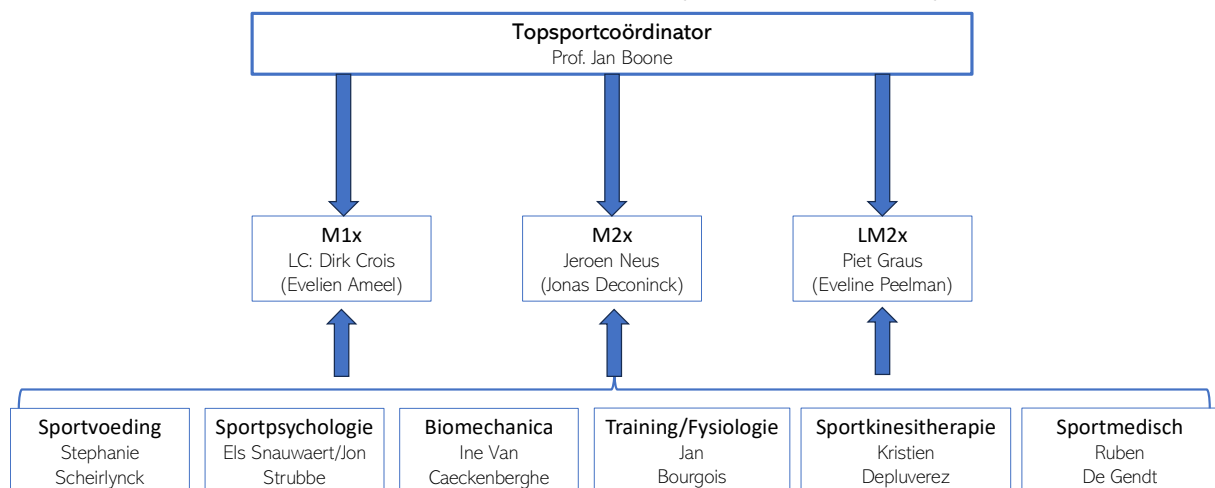 Topsportcoördinator
Prof. Jan Boone
M1x
LC: Dirk Crois
(Evelien Ameel)
M2x
Jeroen Neus
(Jonas Deconinck)
LM2x
Piet Graus
(Eveline Peelman)
Sportvoeding
Stephanie
Scheirlynck
Sportpsychologie
Els Snauwaert/Jon
Strubbe
Biomechanica
Ine Van
Caeckenberghe
Training/Fysiologie
Jan
Bourgois
Sportkinesitherapie
Kristien
Depluverez
Sportmedisch
Ruben
De Gendt